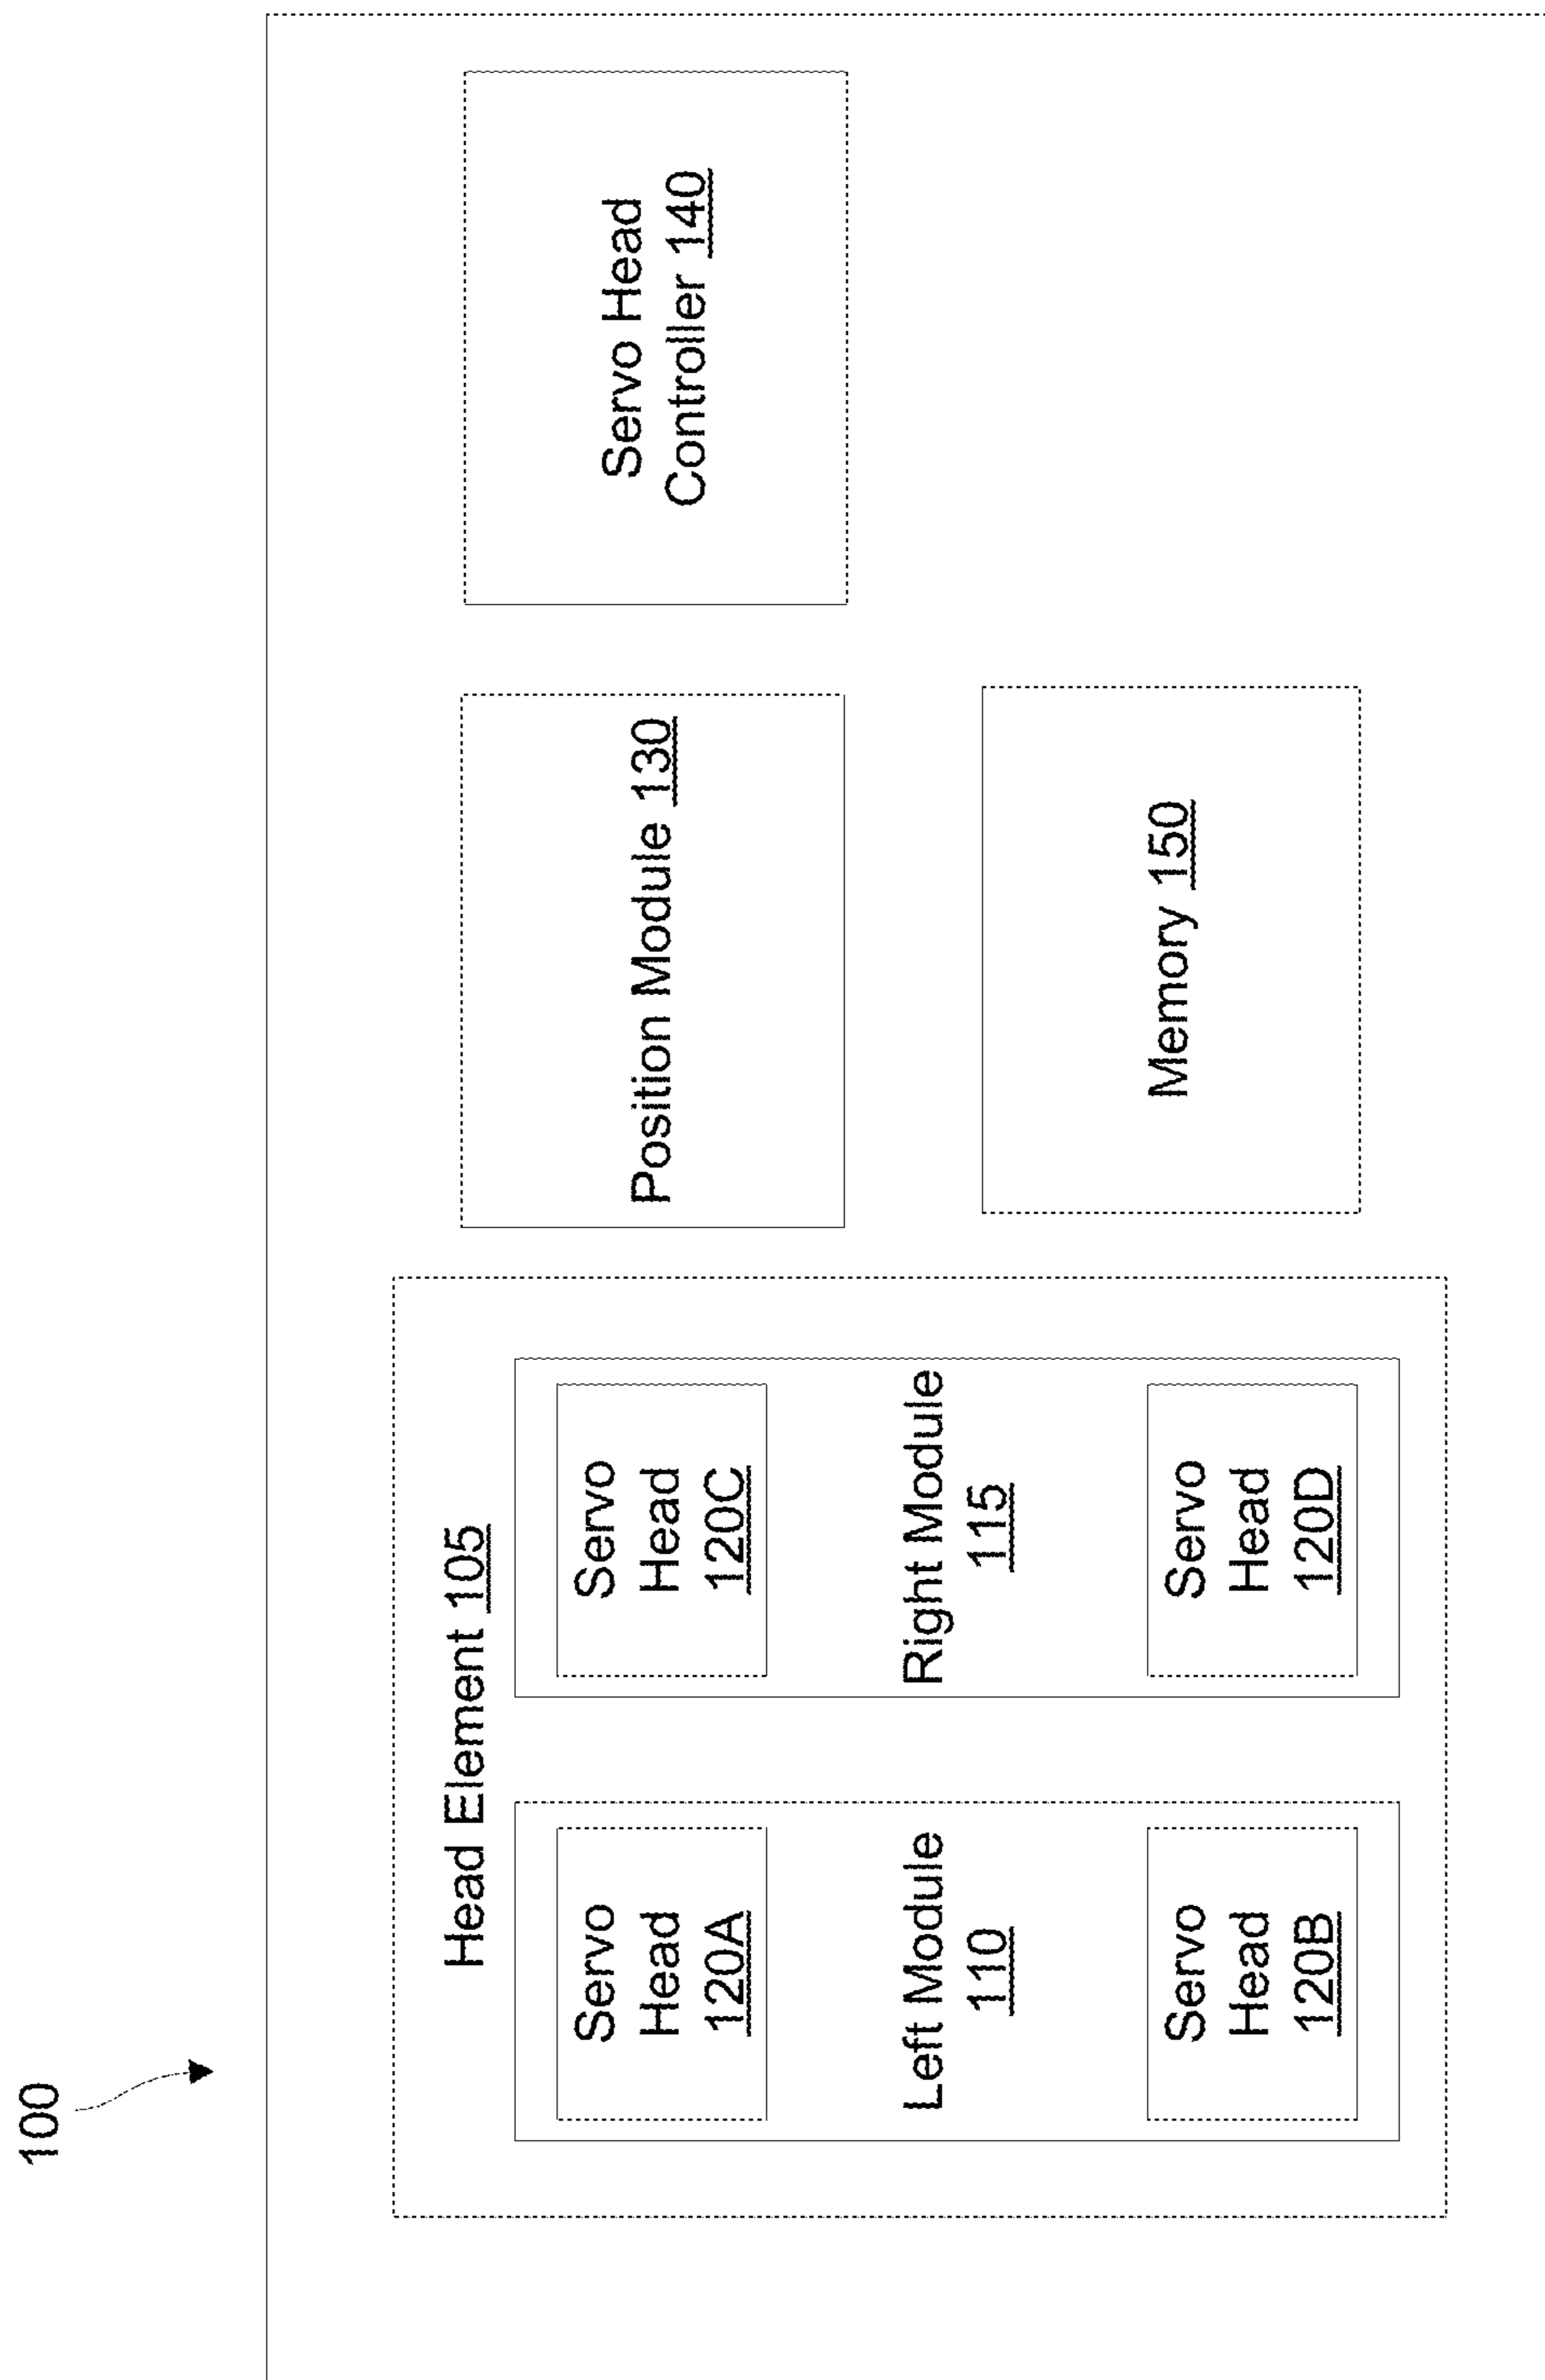 100
Head Element 105
Servo
Head
120A
Left Module
110
Servo
Head
120B
Servo
Head
120C
Right Module
115
Servo
Head
120D
Position Module 130
Memory 150
Servo Head
Controller 140